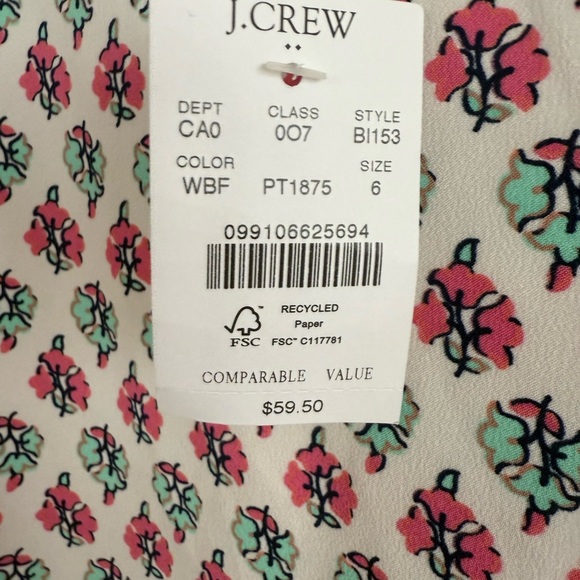 J.CREW
DEPT CLASS STYLE
CA0 0O7 BI153
COLOR SIZE
WBF PT1875 6
099106625694
FSC
RECYCLED
Paper
FSC™ C117781
COMPARABLE VALUE
$59.50